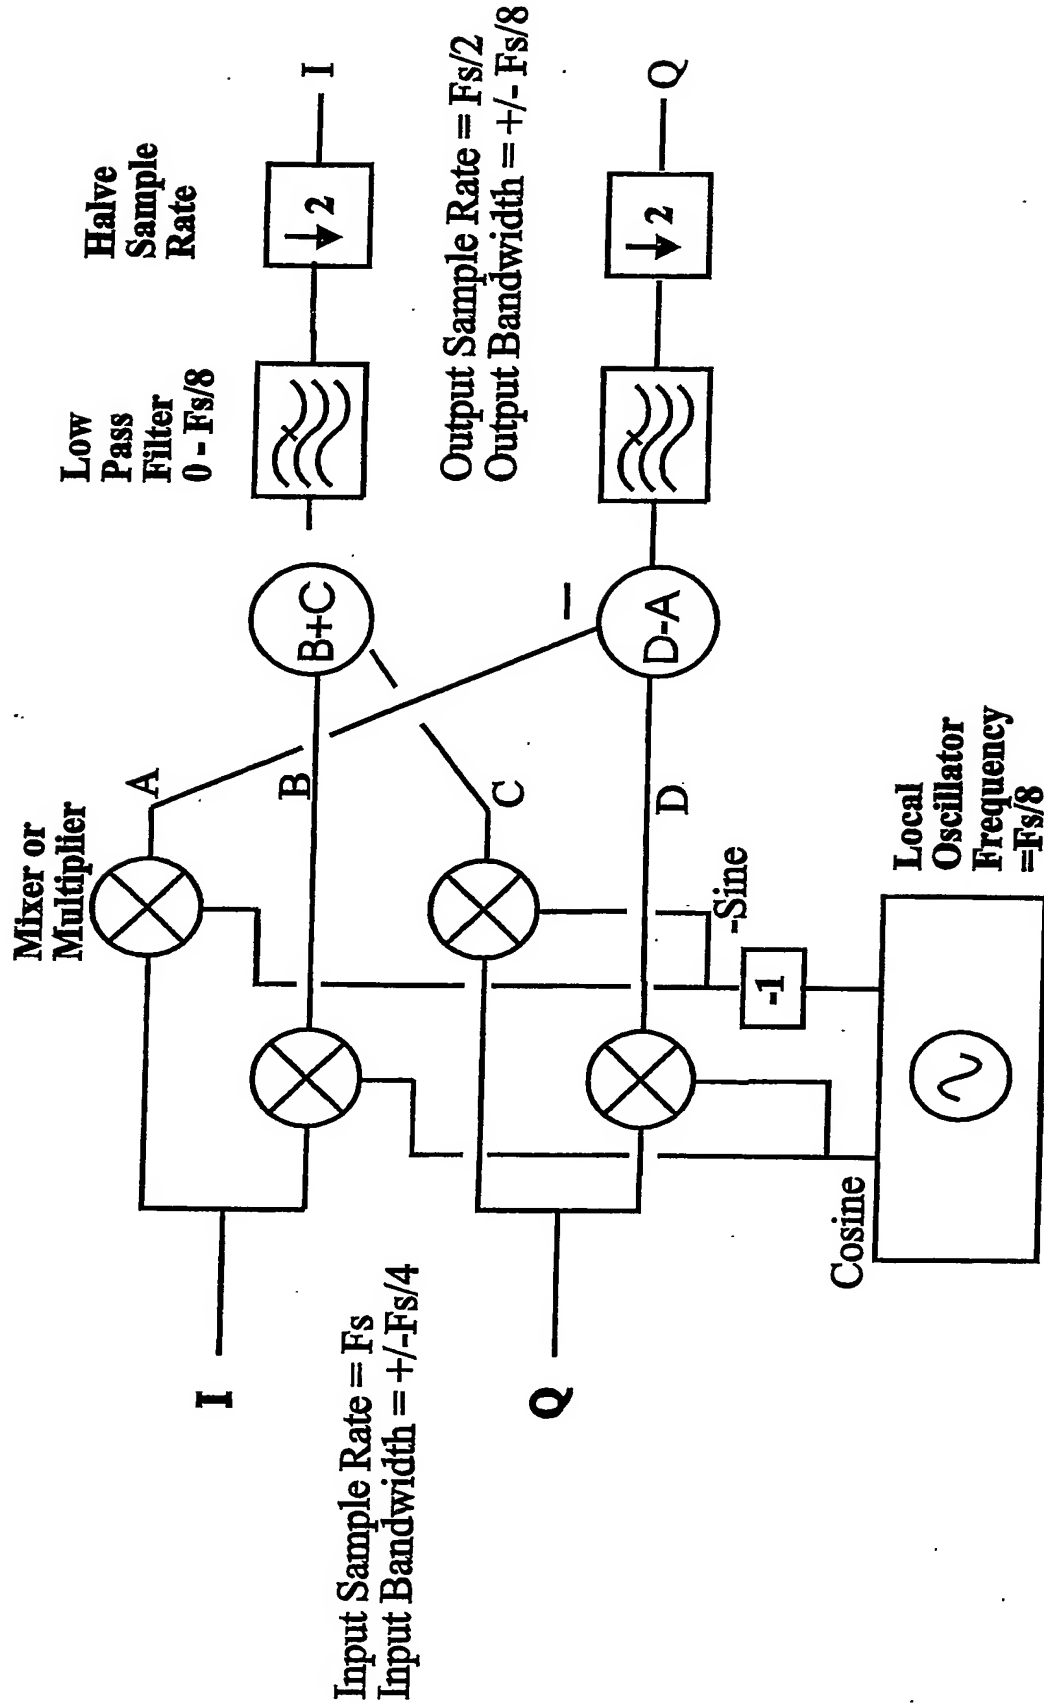 Mixer or
Multiplier
Low
Pass
Filter
0 - Fs/8
Halve
Sample
Rate
I
A
B
B+C
↓ 2
I
Input Sample Rate = Fs
Input Bandwidth = +/-Fs/4
C
Output Sample Rate = Fs/2
Output Bandwidth = +/- Fs/8
Q
D
–
D-A
↓ 2
Q
-Sine
-1
Cosine
Local
Oscillator
Frequency
=Fs/8